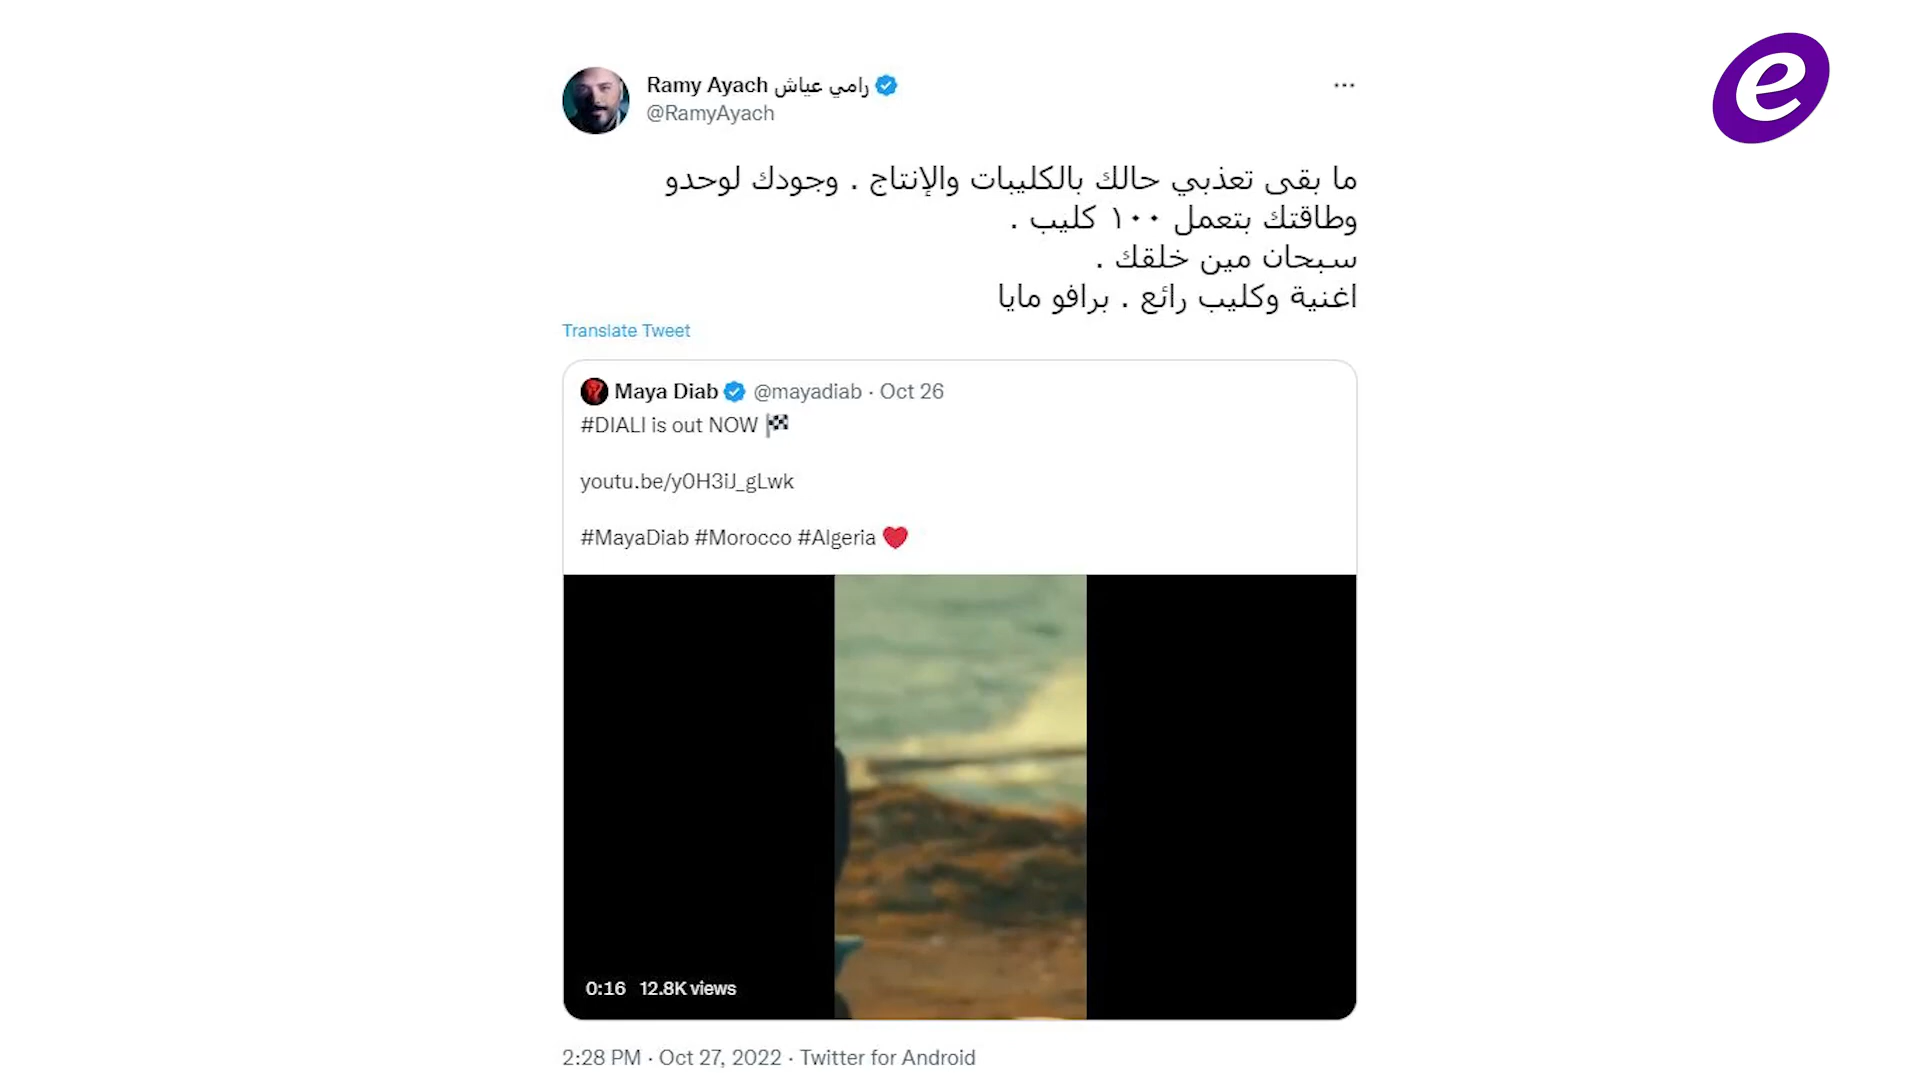 Ramy Ayach رامي عياش
@RamyAyach
ما بقى تعذبي حالك بالكليبات والإنتاج . وجودك لوحدو
وطاقتك بتعمل ١٠٠ كليب .
سبحان مين خلقك .
اغنية وكليب رائع . برافو مايا
Translate Tweet
Maya Diab @mayadiab · Oct 26
#DIALI is out NOW 🏁
youtu.be/y0H3iJ_gLwk
#MayaDiab #Morocco #Algeria ❤️
0:16 12.8K views
2:28 PM · Oct 27, 2022 · Twitter for Android
e